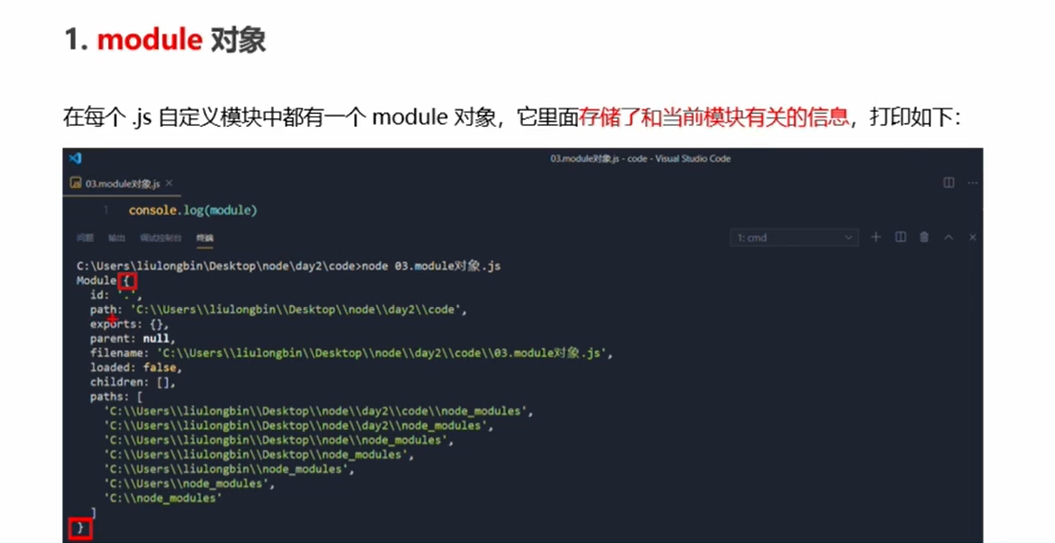 1. module 对象
在每个 .js 自定义模块中都有一个 module 对象，它里面存储了和当前模块有关的信息，打印如下：
03.module对象.js - code - Visual Studio Code
03.module对象.js ×
1 console.log(module)
问题 输出 调试控制台 终端 1: cmd
C:\Users\liulongbin\Desktop\node\day2\code>node 03.module对象.js
Module {
id: '.',
path: 'C:\\Users\\liulongbin\\Desktop\\node\\day2\\code',
exports: {},
parent: null,
filename: 'C:\\Users\\liulongbin\\Desktop\\node\\day2\\code\\03.module对象.js',
loaded: false,
children: [],
paths: [
'C:\\Users\\liulongbin\\Desktop\\node\\day2\\code\\node_modules',
'C:\\Users\\liulongbin\\Desktop\\node\\day2\\node_modules',
'C:\\Users\\liulongbin\\Desktop\\node\\node_modules',
'C:\\Users\\liulongbin\\Desktop\\node_modules',
'C:\\Users\\liulongbin\\node_modules',
'C:\\Users\\node_modules',
'C:\\node_modules'
]
}